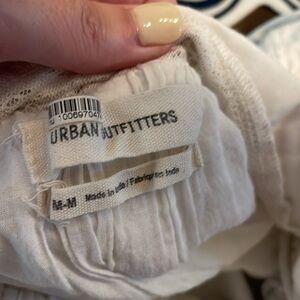 URBAN OUTFITTERS
M-M
Made in India / Fabriqué en Inde